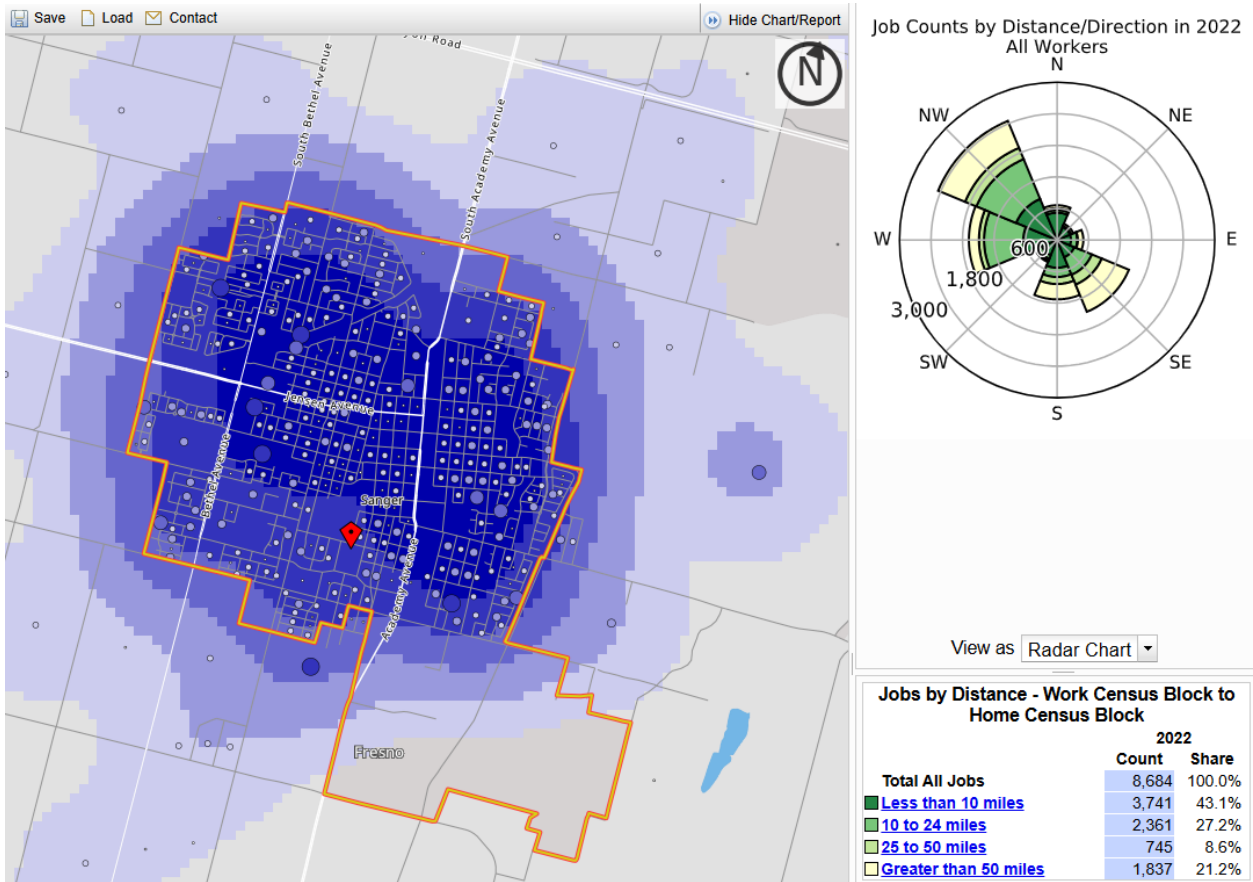 Save Load Contact Hide Chart/Report
yon Road
N
South Bethel Avenue
South Academy Avenue
Jensen Avenue
Bethel Avenue
Sanger
Academy Avenue
Fresno
Job Counts by Distance/Direction in 2022
All Workers
N
NW NE
W E
600
1,800
3,000
SW SE
S
View as Radar Chart
Jobs by Distance - Work Census Block to
Home Census Block
2022
Count Share
Total All Jobs 8,684 100.0%
Less than 10 miles 3,741 43.1%
10 to 24 miles 2,361 27.2%
25 to 50 miles 745 8.6%
Greater than 50 miles 1,837 21.2%